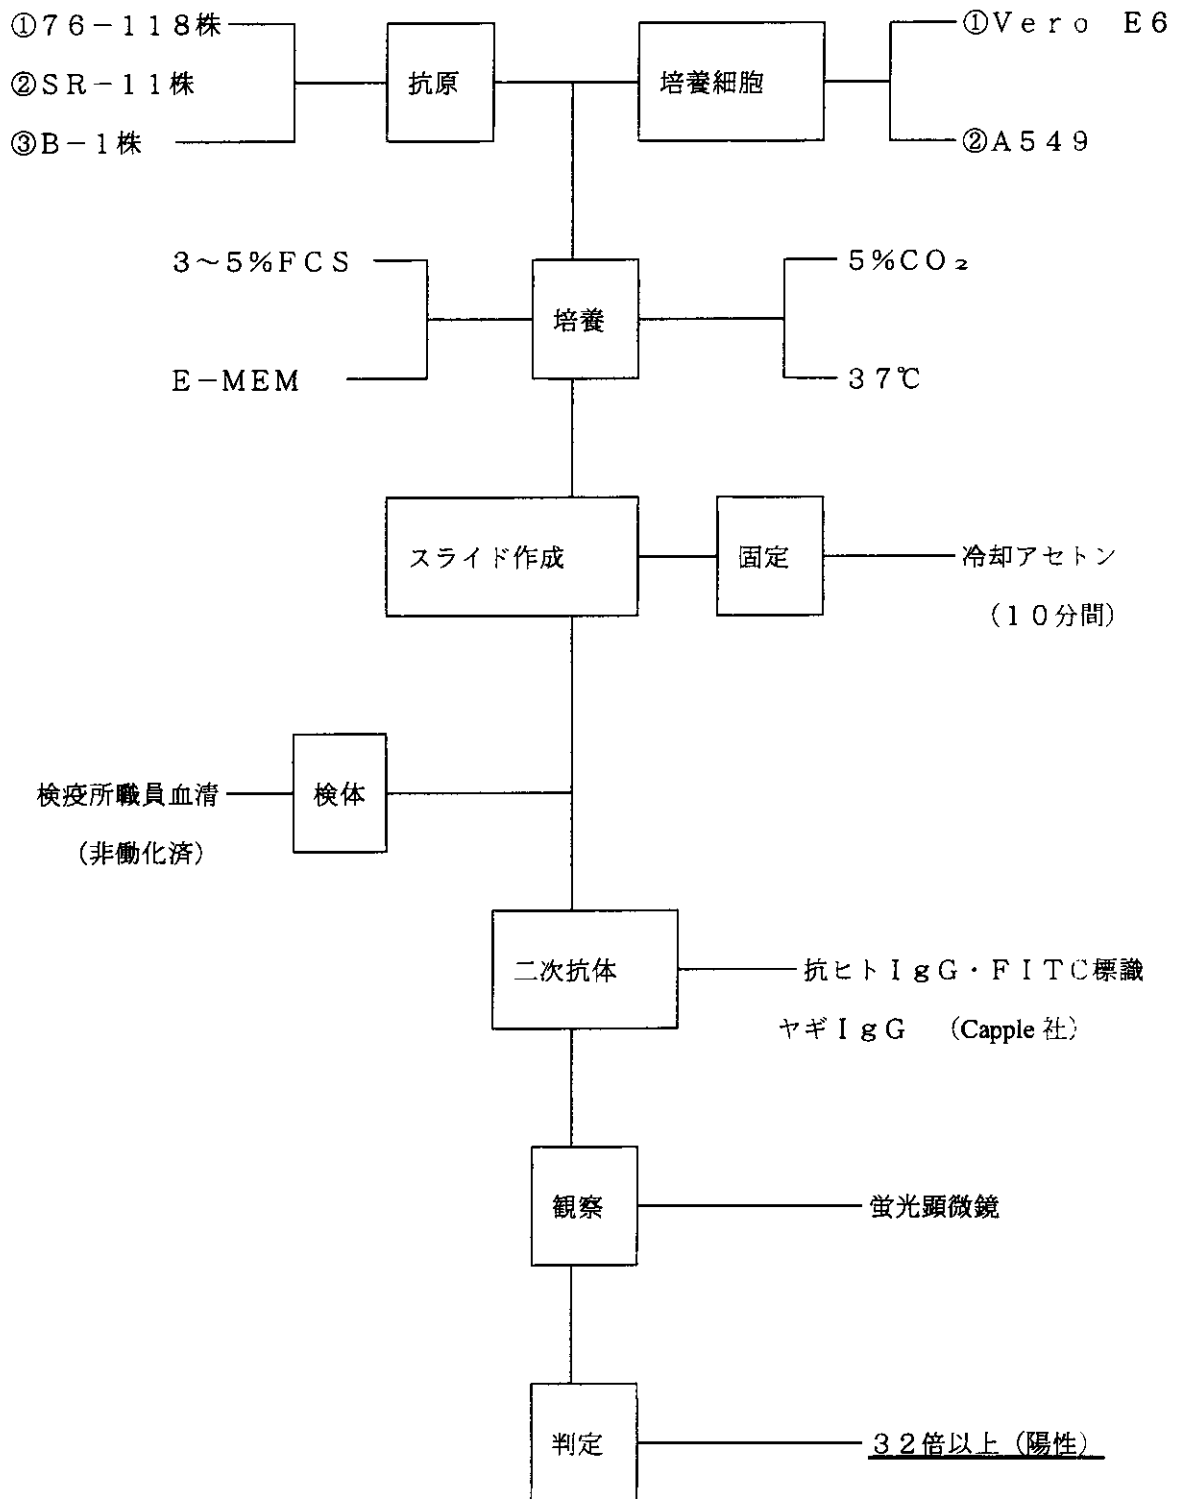 ①76-118株
②SR-11株
③B-1株
抗原
培養細胞
①Vero E6
②A549
3~5%FCS
E-MEM
培養
5%CO₂
37℃
スライド作成
固定
冷却アセトン
(10分間)
検疫所職員血清
(非働化済)
検体
二次抗体
抗ヒトIgG・FITC標識
ヤギIgG (Capple社)
観察
蛍光顕微鏡
判定
32倍以上(陽性)